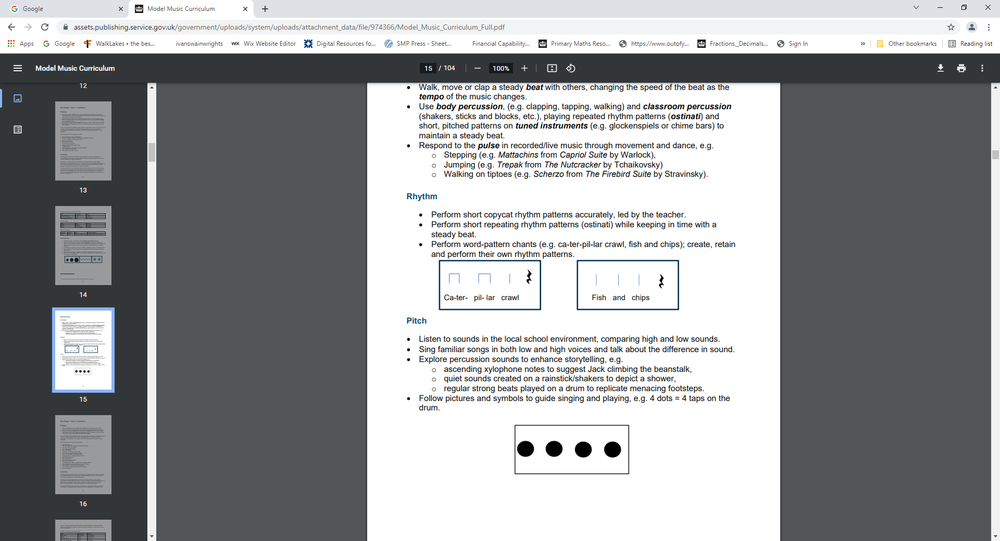 Google
Model Music Curriculum
assets.publishing.service.gov.uk/government/uploads/system/uploads/attachment_data/file/974366/Model_Music_Curriculum_Full.pdf
Apps Google WalkLakes • the bes... ivanswainwrights WIX Wix Website Editor Digital Resources fo... SMP Press - Sheet... Financial Capability... Primary Maths Reso... https://www.outofy... Fractions,_Decimals... Sign In » Other bookmarks Reading list
Model Music Curriculum 15 / 104 100%
12
13
14
15
16
• Walk, move or clap a steady beat with others, changing the speed of the beat as the
tempo of the music changes.
• Use body percussion, (e.g. clapping, tapping, walking) and classroom percussion
(shakers, sticks and blocks, etc.), playing repeated rhythm patterns (ostinati) and
short, pitched patterns on tuned instruments (e.g. glockenspiels or chime bars) to
maintain a steady beat.
• Respond to the pulse in recorded/live music through movement and dance, e.g.
o Stepping (e.g. Mattachins from Capriol Suite by Warlock),
o Jumping (e.g. Trepak from The Nutcracker by Tchaikovsky)
o Walking on tiptoes (e.g. Scherzo from The Firebird Suite by Stravinsky).
Rhythm
• Perform short copycat rhythm patterns accurately, led by the teacher.
• Perform short repeating rhythm patterns (ostinati) while keeping in time with a
steady beat.
• Perform word-pattern chants (e.g. ca-ter-pil-lar crawl, fish and chips); create, retain
and perform their own rhythm patterns.
Ca-ter- pil- lar crawl
Fish and chips
Pitch
• Listen to sounds in the local school environment, comparing high and low sounds.
• Sing familiar songs in both low and high voices and talk about the difference in sound.
• Explore percussion sounds to enhance storytelling, e.g.
o ascending xylophone notes to suggest Jack climbing the beanstalk,
o quiet sounds created on a rainstick/shakers to depict a shower,
o regular strong beats played on a drum to replicate menacing footsteps.
• Follow pictures and symbols to guide singing and playing, e.g. 4 dots = 4 taps on the
drum.